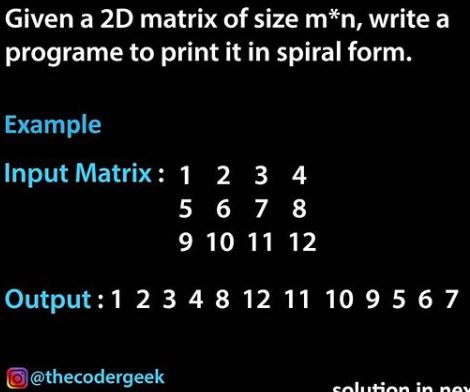 Given a 2D matrix of size m*n, write a
programe to print it in spiral form.
Example
Input Matrix : 1 2 3 4
5 6 7 8
9 10 11 12
Output : 1 2 3 4 8 12 11 10 9 5 6 7
@thecodergeek
solution in